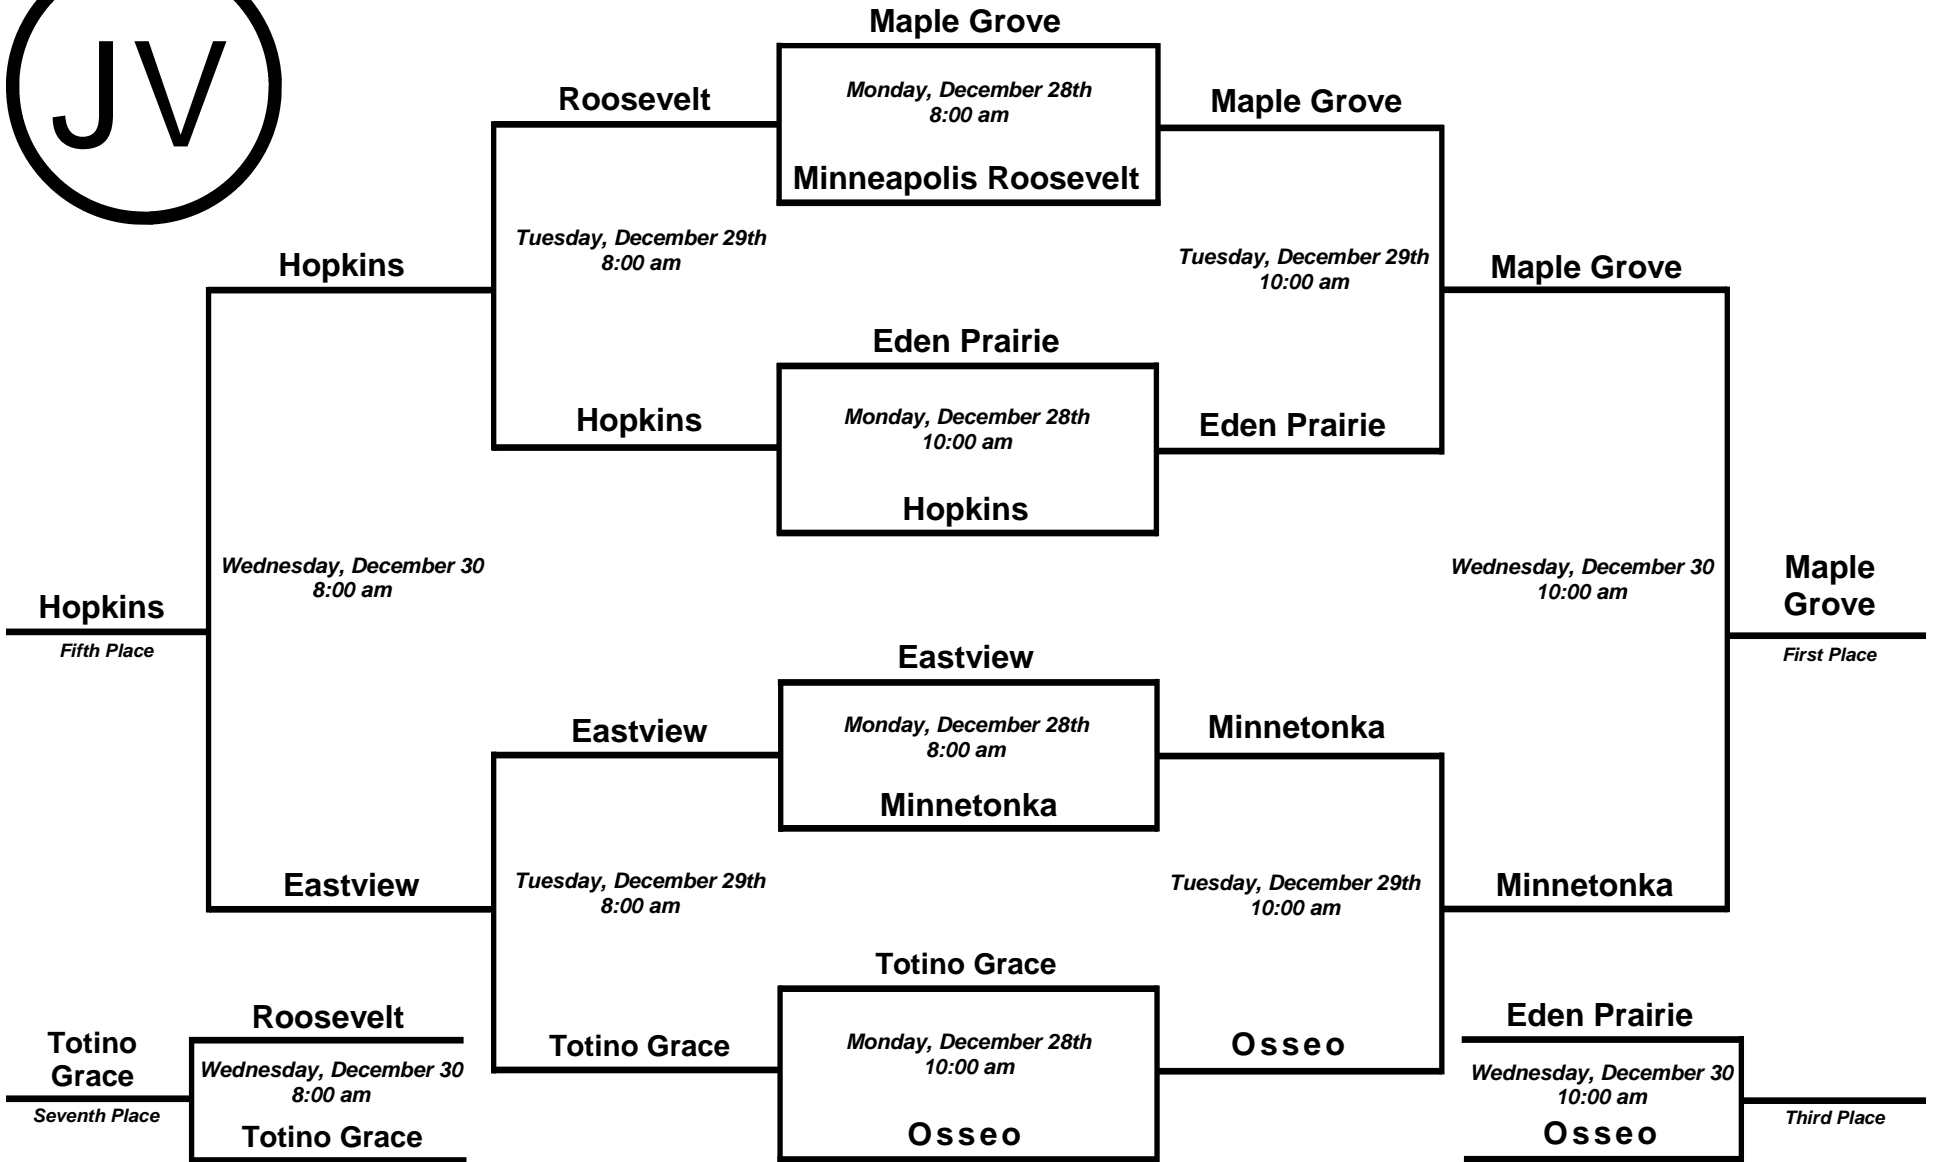 JV
Maple Grove
Roosevelt
Monday, December 28th
8:00 am
Maple Grove
Minneapolis Roosevelt
Tuesday, December 29th
8:00 am
Tuesday, December 29th
10:00 am
Hopkins
Maple Grove
Eden Prairie
Hopkins
Monday, December 28th
10:00 am
Eden Prairie
Hopkins
Wednesday, December 30
8:00 am
Wednesday, December 30
10:00 am
Hopkins
Fifth Place
Maple
Grove
First Place
Eastview
Eastview
Monday, December 28th
8:00 am
Minnetonka
Minnetonka
Eastview
Tuesday, December 29th
8:00 am
Tuesday, December 29th
10:00 am
Minnetonka
Totino Grace
Roosevelt
Totino
Grace
Seventh Place
Wednesday, December 30
8:00 am
Totino Grace
Totino Grace
Monday, December 28th
10:00 am
Osseo
Osseo
Eden Prairie
Wednesday, December 30
10:00 am
Osseo
Third Place